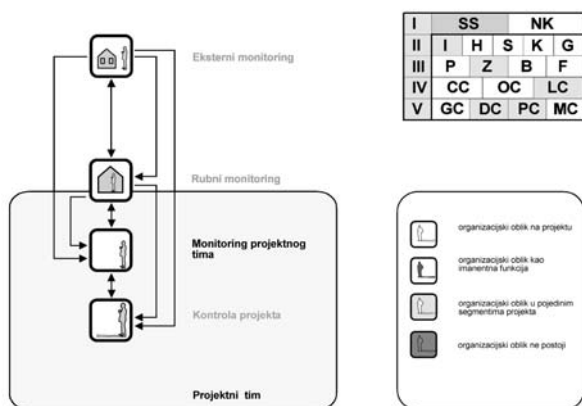 Eksterni monitoring
Rubni monitoring
Monitoring projektnog
tima
Kontrola projekta
Projektni tim
I SS NK
II I H S K G
III P Z B F
IV CC OC LC
V GC DC PC MC
organizacijski oblik na projektu
organizacijski oblik kao
imanentna funkcija
organizacijski oblik u pojedinim
segmentima projekta
organizacijski oblik ne postoji